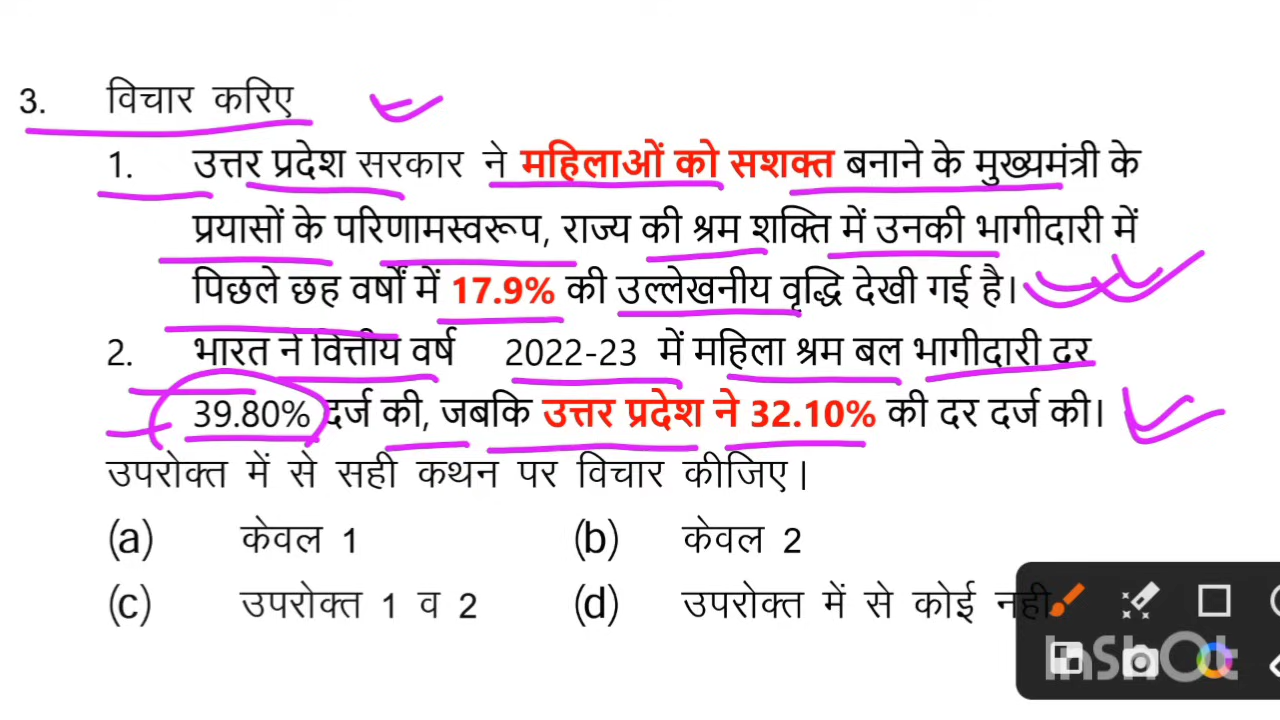 3. विचार करिए
1. उत्तर प्रदेश सरकार ने महिलाओं को सशक्त बनाने के मुख्यमंत्री के
प्रयासों के परिणामस्वरूप, राज्य की श्रम शक्ति में उनकी भागीदारी में
पिछले छह वर्षों में 17.9% की उल्लेखनीय वृद्धि देखी गई है।
2. भारत ने वित्तीय वर्ष 2022-23 में महिला श्रम बल भागीदारी दर
39.80% दर्ज की, जबकि उत्तर प्रदेश ने 32.10% की दर दर्ज की।
उपरोक्त में से सही कथन पर विचार कीजिए।
(a) केवल 1 (b) केवल 2
(c) उपरोक्त 1 व 2 (d) उपरोक्त में से कोई नही
InShOt